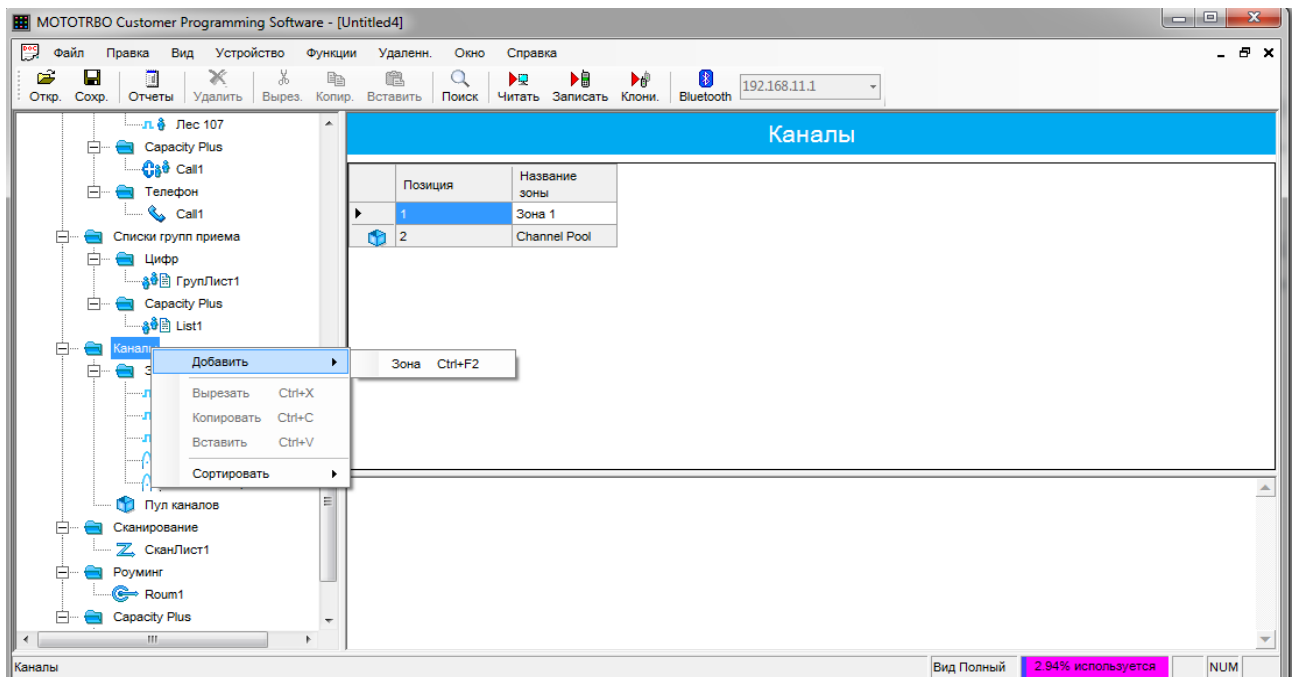 MOTOTRBO Customer Programming Software - [Untitled4]
Файл Правка Вид Устройство Функции Удаленн. Окно Справка
Откр. Сохр. Отчеты Удалить Вырез. Копир. Вставить Поиск Читать Записать Клони. Bluetooth 192.168.11.1
Лес 107
Capacity Plus
Call1
Телефон
Call1
Списки групп приема
Цифр
ГрупЛист1
Capacity Plus
List1
Каналы
Добавить
Вырезать Ctrl+X
Копировать Ctrl+C
Вставить Ctrl+V
Сортировать
Зона Ctrl+F2
Пул каналов
Сканирование
СканЛист1
Роуминг
Roum1
Capacity Plus
Каналы
Позиция Название зоны
1 Зона 1
2 Channel Pool
Каналы Вид Полный 2.94% используется NUM